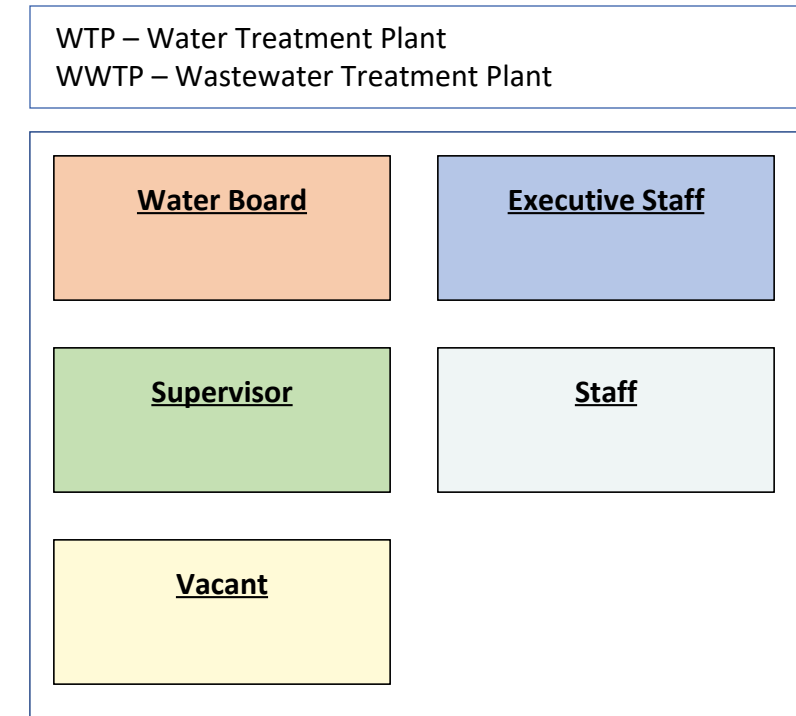 WTP – Water Treatment Plant
WWTP – Wastewater Treatment Plant
Water Board
Executive Staff
Supervisor
Staff
Vacant